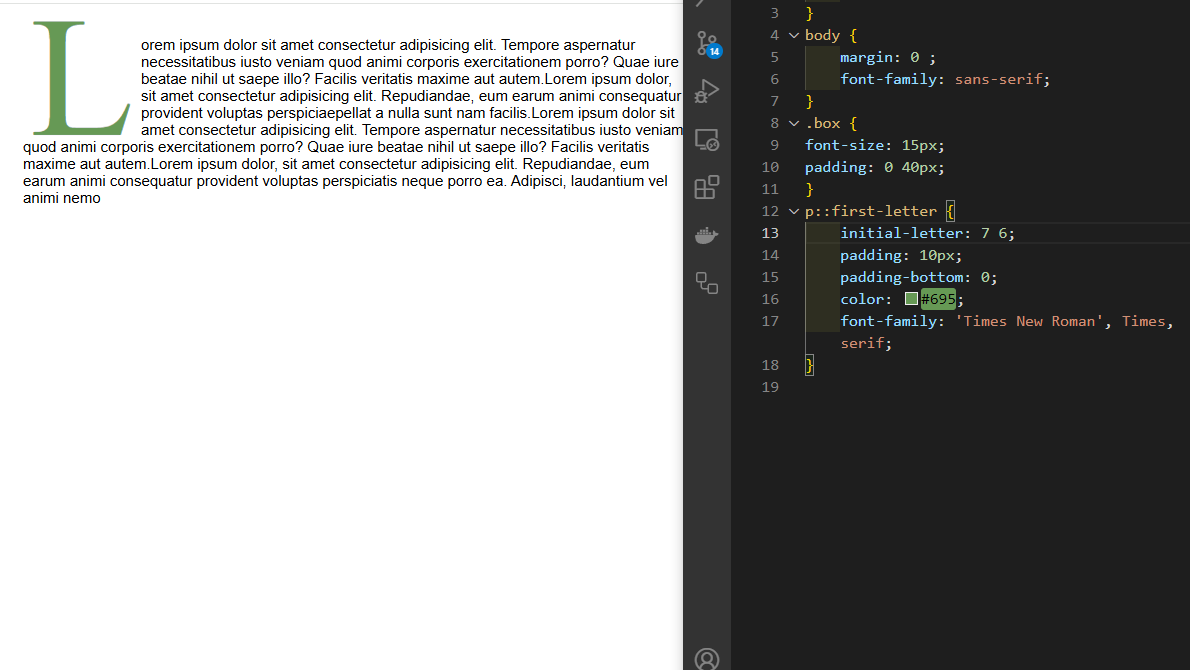 L
orem ipsum dolor sit amet consectetur adipisicing elit. Tempore aspernatur
necessitatibus iusto veniam quod animi corporis exercitationem porro? Quae iure
beatae nihil ut saepe illo? Facilis veritatis maxime aut autem.Lorem ipsum dolor,
sit amet consectetur adipisicing elit. Repudiandae, eum earum animi consequatur
provident voluptas perspiciaepellat a nulla sunt nam facilis.Lorem ipsum dolor sit
amet consectetur adipisicing elit. Tempore aspernatur necessitatibus iusto veniam
quod animi corporis exercitationem porro? Quae iure beatae nihil ut saepe illo? Facilis veritatis
maxime aut autem.Lorem ipsum dolor, sit amet consectetur adipisicing elit. Repudiandae, eum
earum animi consequatur provident voluptas perspiciatis neque porro ea. Adipisci, laudantium vel
animi nemo
14
3 }
4 body {
5 margin: 0 ;
6 font-family: sans-serif;
7 }
8 .box {
9 font-size: 15px;
10 padding: 0 40px;
11 }
12 p::first-letter {
13 initial-letter: 7 6;
14 padding: 10px;
15 padding-bottom: 0;
16 color: #695;
17 font-family: 'Times New Roman', Times,
serif;
18 }
19